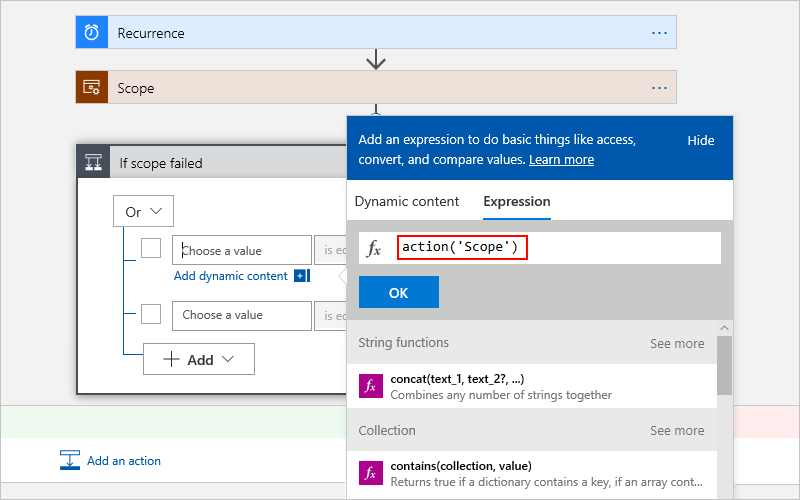 Recurrence
Scope
If scope failed
Or
Choose a value
is e
Add dynamic content
Choose a value
is e
Add
Add an action
Add an expression to do basic things like access,
convert, and compare values. Learn more
Hide
Dynamic content
Expression
fx
action('Scope')
OK
String functions
See more
fx
concat(text_1, text_2?, ...)
Combines any number of strings together
Collection
See more
fx
contains(collection, value)
Returns true if a dictionary contains a key, if an array cont...